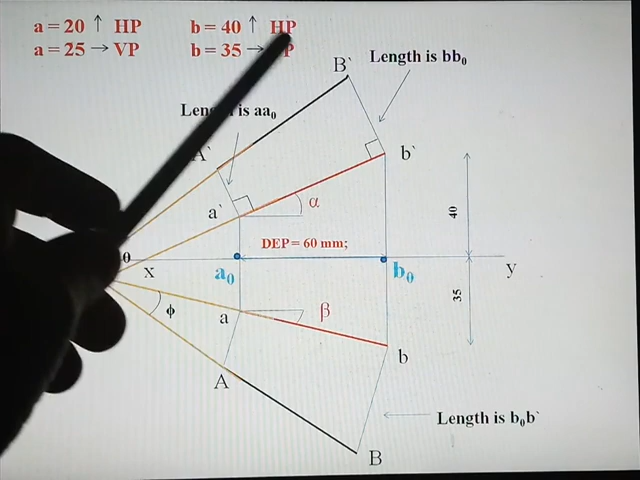 a = 20 ↑ HP b = 40 ↑ HP
a = 25 → VP b = 35 →
B`
Length is bb₀
is aa₀
A`
b`
a`
α
40
θ
x
DEP = 60 mm;
y
a₀
b₀
35
ϕ
a
β
b
A
Length is b₀b`
B